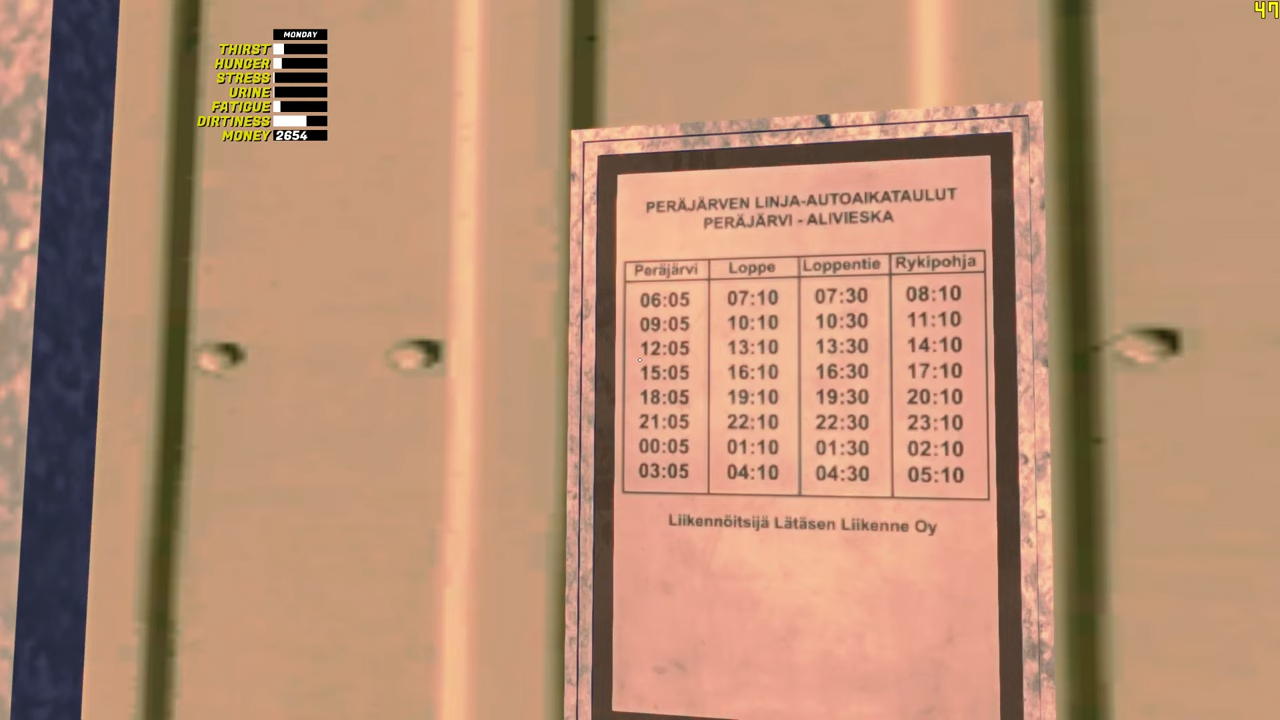 47
MONDAY
THIRST
HUNGER
STRESS
URINE
FATIGUE
DIRTINESS
MONEY 2654
PERÄJÄRVEN LINJA-AUTOAIKATAULUT
PERÄJÄRVI - ALIVIESKA
Peräjärvi Loppe Loppentie Rykipohja
06:05 07:10 07:30 08:10
09:05 10:10 10:30 11:10
12:05 13:10 13:30 14:10
15:05 16:10 16:30 17:10
18:05 19:10 19:30 20:10
21:05 22:10 22:30 23:10
00:05 01:10 01:30 02:10
03:05 04:10 04:30 05:10
Liikennöitsijä Lätäsen Liikenne Oy